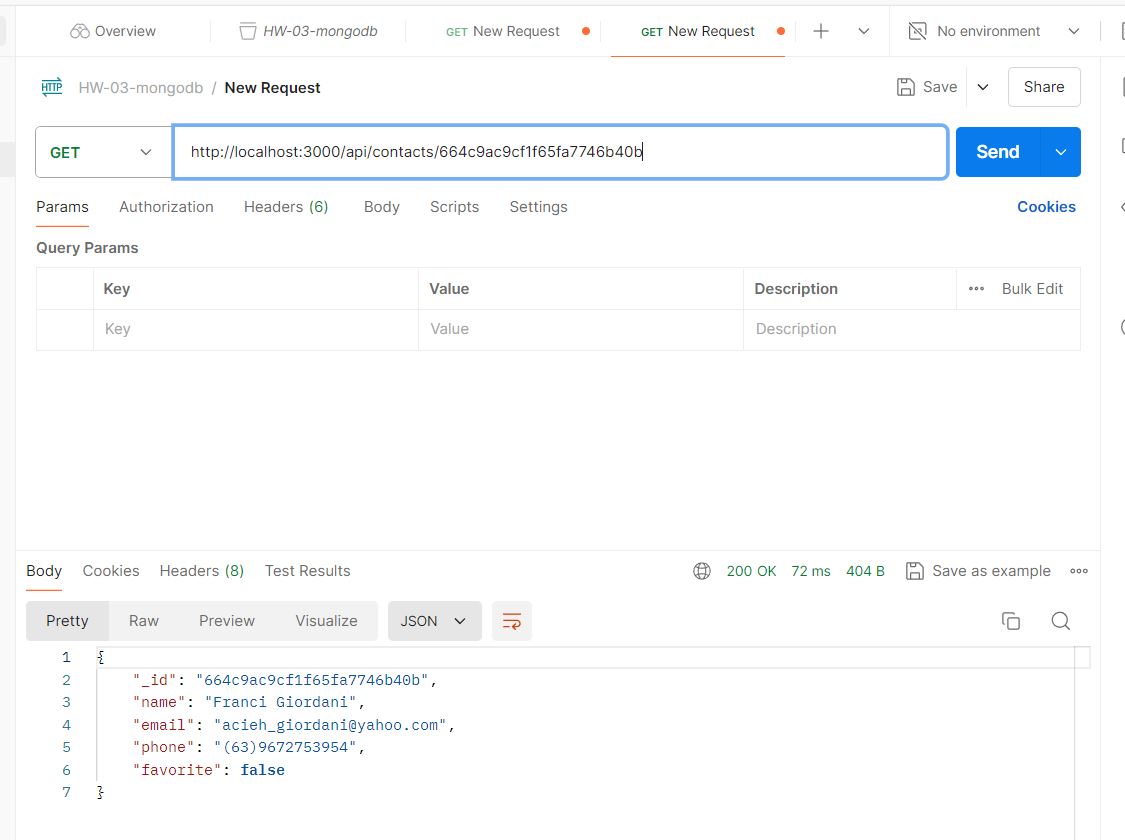 Overview HW-03-mongodb GET New Request GET New Request No environment
HTTP HW-03-mongodb / New Request Save Share
GET http://localhost:3000/api/contacts/664c9ac9cf1f65fa7746b40b Send
Params Authorization Headers (6) Body Scripts Settings Cookies
Query Params
Key Value Description Bulk Edit
Key Value Description
Body Cookies Headers (8) Test Results 200 OK 72 ms 404 B Save as example
Pretty Raw Preview Visualize JSON
1 {
2 "_id": "664c9ac9cf1f65fa7746b40b",
3 "name": "Franci Giordani",
4 "email": "acieh_giordani@yahoo.com",
5 "phone": "(63)9672753954",
6 "favorite": false
7 }